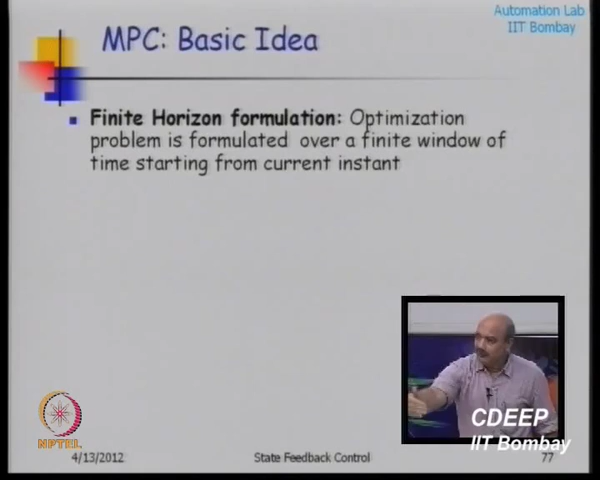 Automation Lab
IIT Bombay
MPC: Basic Idea
Finite Horizon formulation: Optimization
problem is formulated over a finite window of
time starting from current instant
CDEEP
IIT Bombay
NPTEL
4/13/2012
State Feedback Control
77